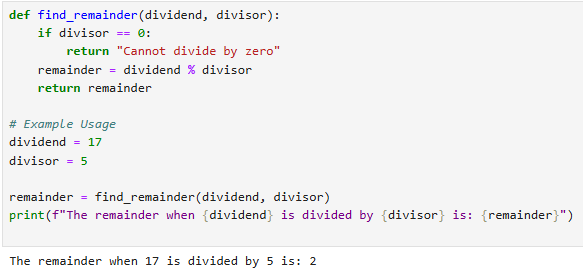 def find_remainder(dividend, divisor):
    if divisor == 0:
        return "Cannot divide by zero"
    remainder = dividend % divisor
    return remainder

# Example Usage
dividend = 17
divisor = 5

remainder = find_remainder(dividend, divisor)
print(f"The remainder when {dividend} is divided by {divisor} is: {remainder}")

The remainder when 17 is divided by 5 is: 2